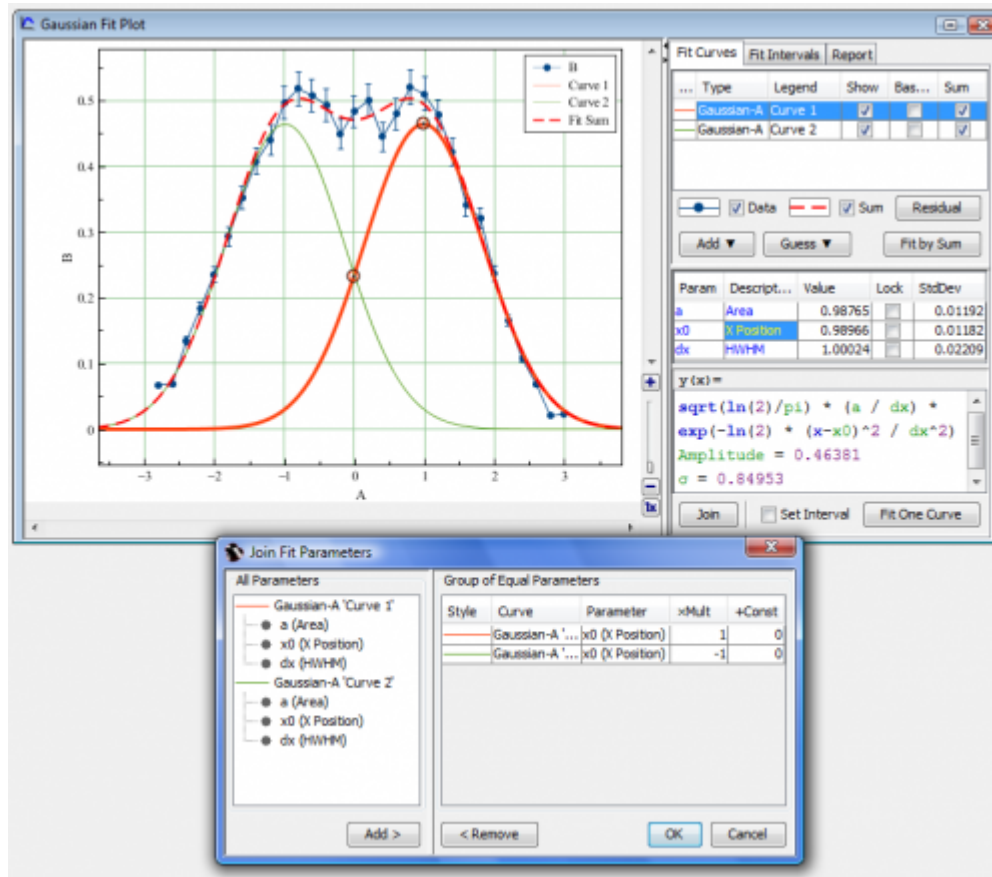 Gaussian Fit Plot
B
Curve 1
Curve 2
Fit Sum
0.5
0.4
0.3
B
0.2
0.1
0
−3 −2 −1 0 1 2 3
A
1x
Fit Curves Fit Intervals Report
... Type Legend Show Bas... Sum
Gaussian-A Curve 1
Gaussian-A Curve 2
Data Sum Residual
Add ▼ Guess ▼ Fit by Sum
Param Descript... Value Lock StdDev
a Area 0.98765 0.01192
x0 X Position 0.98966 0.01182
dx HWHM 1.00024 0.02209
y(x)=
sqrt(ln(2)/pi) * (a / dx) *
exp(-ln(2) * (x-x0)^2 / dx^2)
Amplitude = 0.46381
σ = 0.84953
Join Set Interval Fit One Curve
Join Fit Parameters
All Parameters
Gaussian-A 'Curve 1'
a (Area)
x0 (X Position)
dx (HWHM)
Gaussian-A 'Curve 2'
a (Area)
x0 (X Position)
dx (HWHM)
Add >
Group of Equal Parameters
Style Curve Parameter ×Mult +Const
Gaussian-A '... x0 (X Position) 1 0
Gaussian-A '... x0 (X Position) -1 0
< Remove OK Cancel